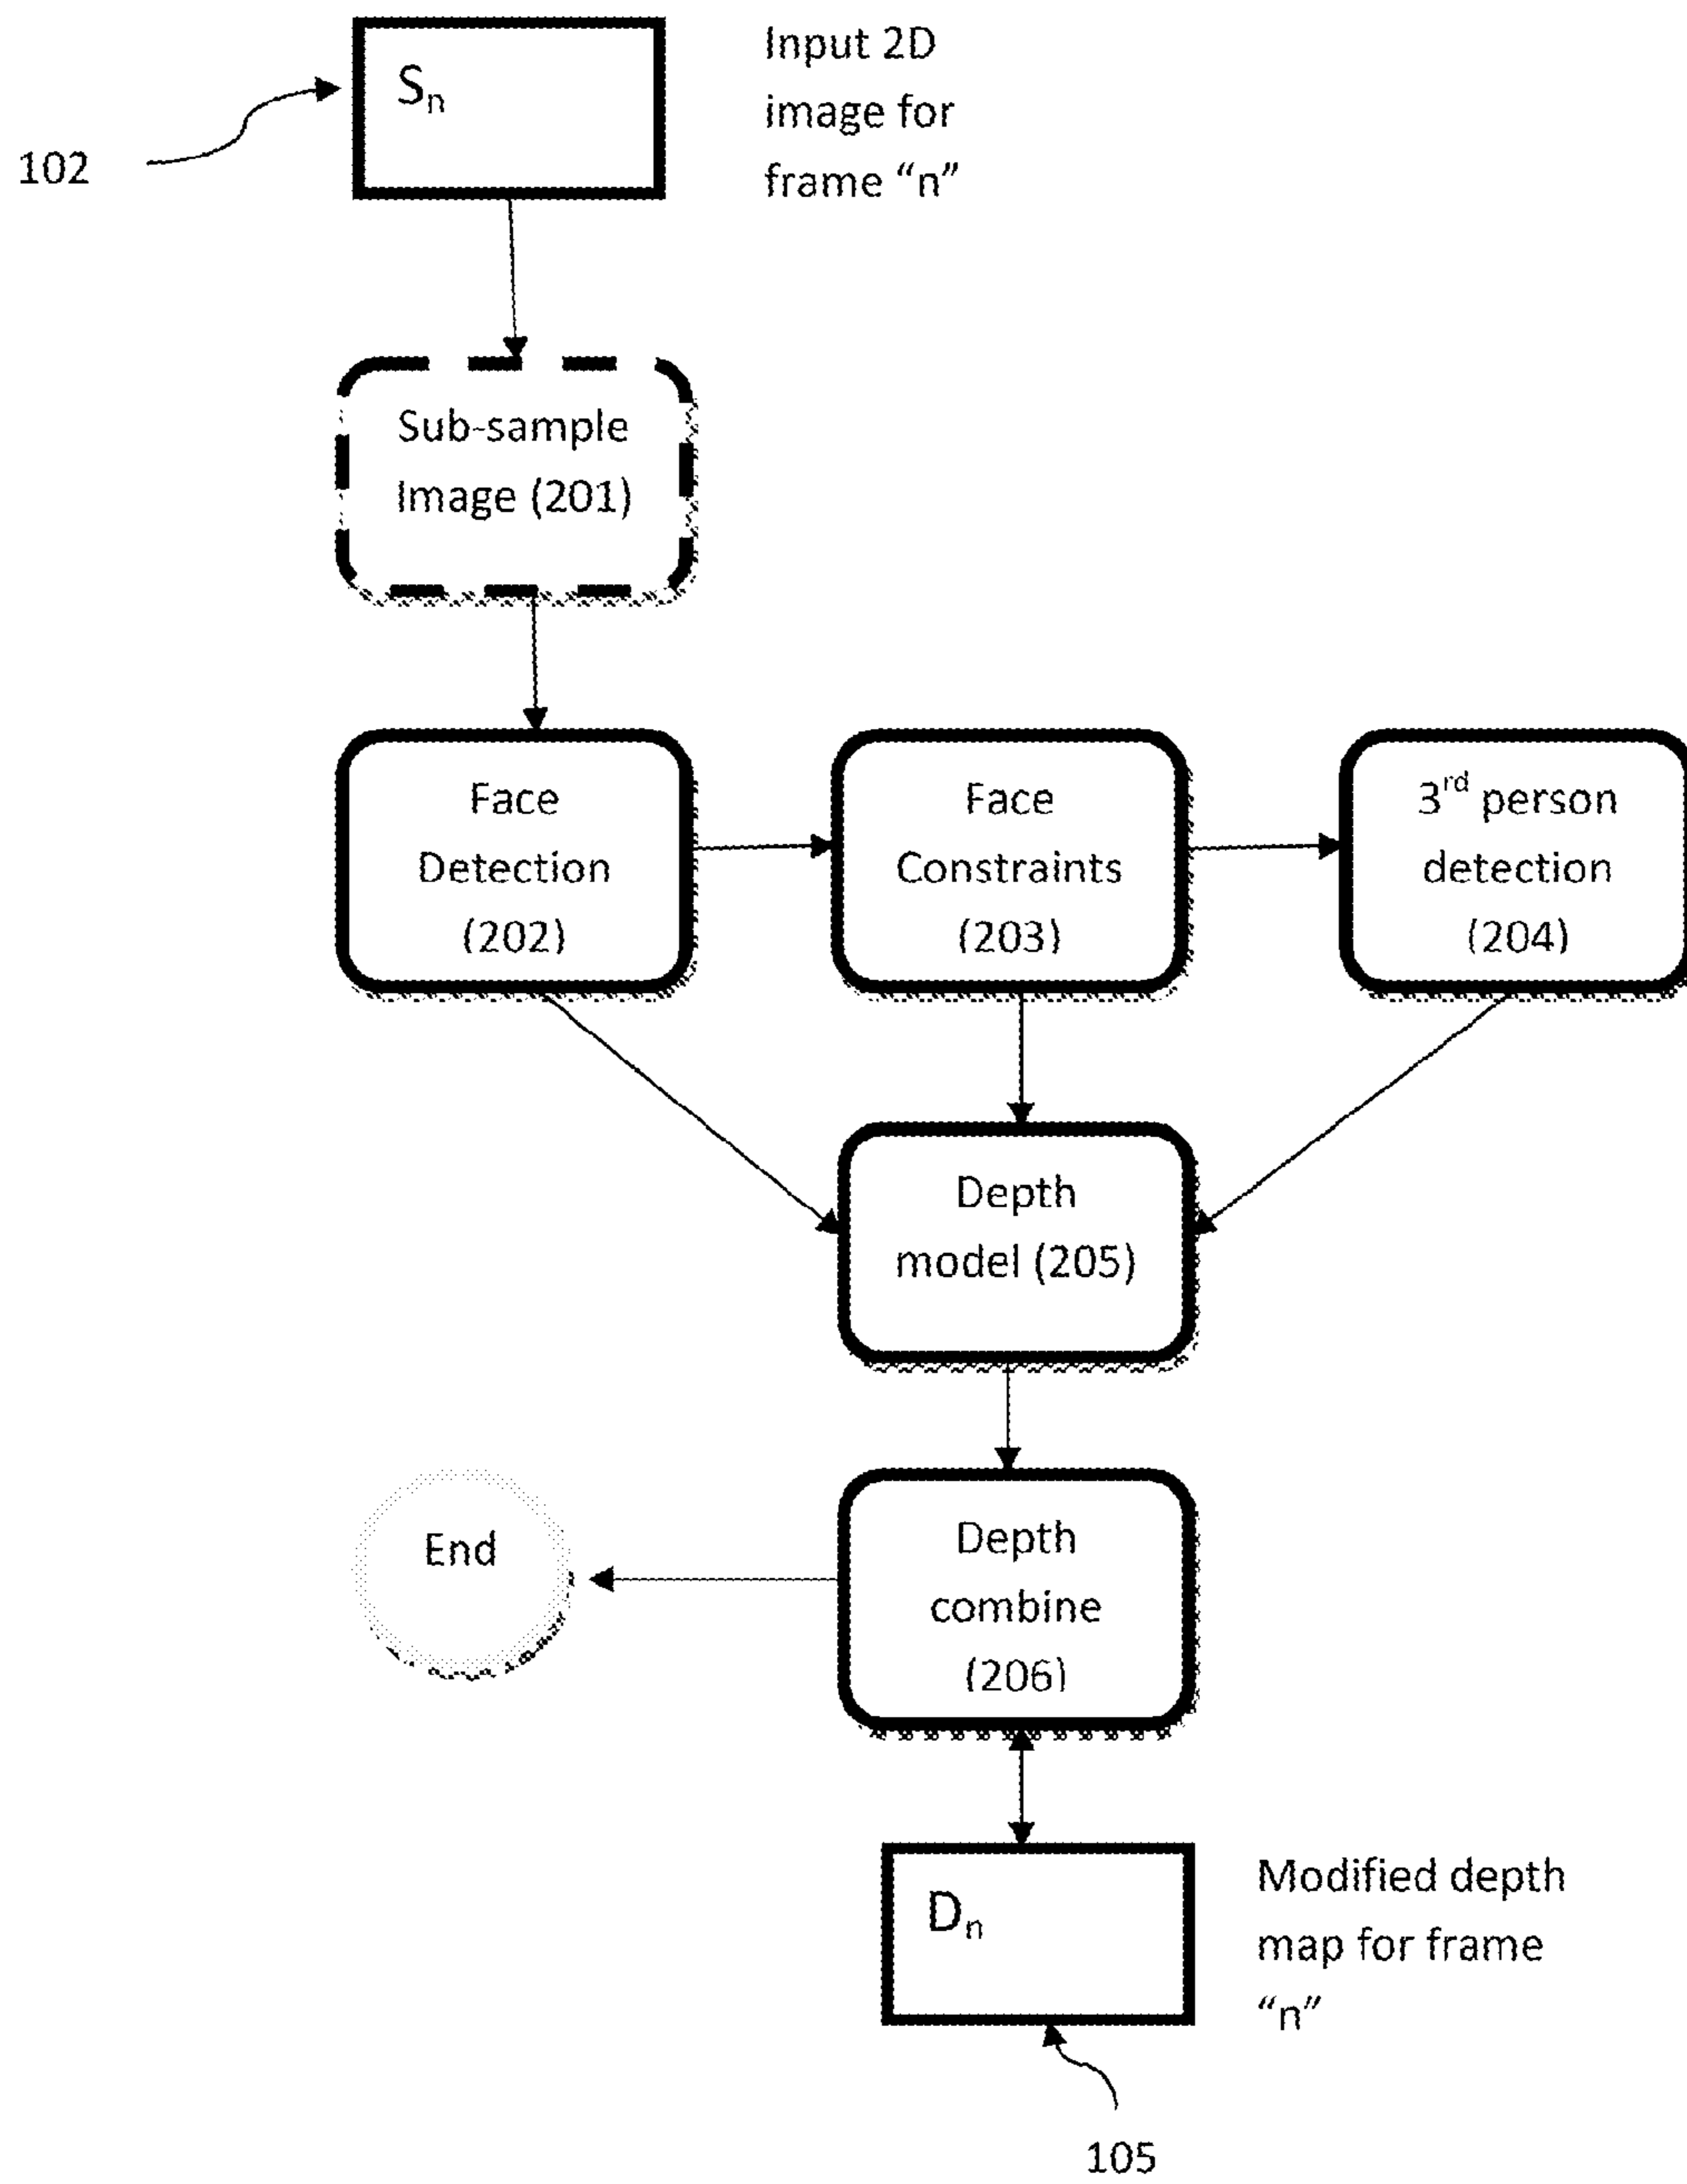 Sₙ
Input 2D
image for
frame “n”
102
Sub-sample
Image (201)
Face
Detection
(202)
Face
Constraints
(203)
3ʳᵈ person
detection
(204)
Depth
model (205)
Depth
combine
(206)
End
Dₙ
Modified depth
map for frame
“n”
105